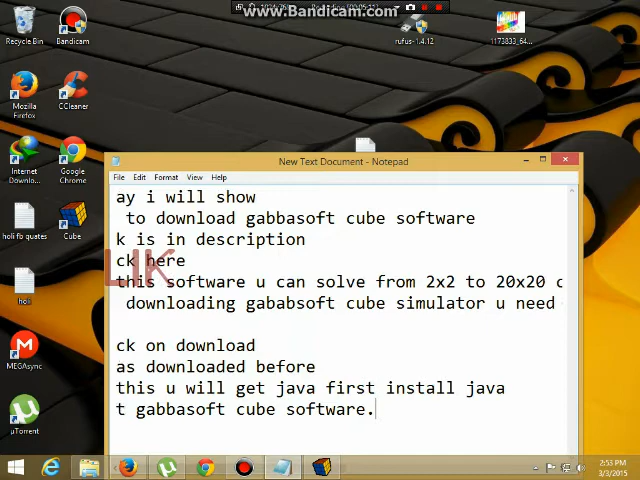 www.Bandicam.com
Recycle Bin
Bandicam
rufus-1.4.12
1173833_64...
Mozilla
Firefox
CCleaner
Internet
Downlo...
Google
Chrome
holi fb quates
Cube
holi
MEGAsync
µTorrent
New Text Document - Notepad
File Edit Format View Help
ay i will show
to download gabbasoft cube software
k is in description
ck here
LIK
this software u can solve from 2x2 to 20x20 c
downloading gababsoft cube simulator u need
ck on download
as downloaded before
this u will get java first install java
t gabbasoft cube software.
2:53 PM
3/3/2015